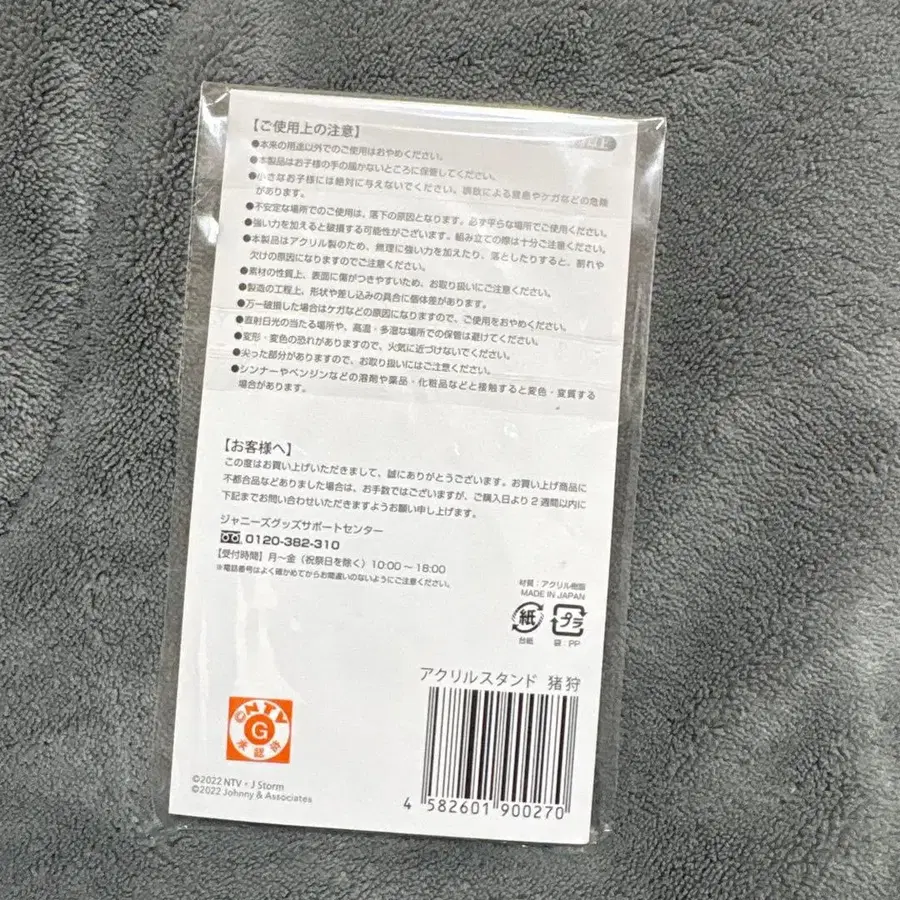 【ご使用上の注意】
●本来の用途以外でのご使用はおやめください。
●本製品はお子様の手の届かないところに保管してください。
●小さなお子様には絶対に与えないでください。誤飲による窒息やケガなどの危険
があります。
●不安定な場所でのご使用は、落下の原因となります。必ず平らな場所でご使用ください。
●強い力を加えると破損する可能性がございます。組み立ての際は十分ご注意ください。
●本製品はアクリル製のため、無理に強い力を加えたり、落としたりすると、割れや
欠けの原因になりますのでご注意ください。
●素材の性質上、表面に傷がつきやすいため、お取り扱いにご注意ください。
●製造の工程上、形状や差し込みの具合に個体差があります。
●万一破損した場合はケガなどの原因になりますので、ご使用をおやめください。
●直射日光の当たる場所や、高温・多湿な場所での保管は避けてください。
●変形・変色の恐れがありますので、火気に近づけないでください。
●尖った部分がありますので、お取り扱いにはご注意ください。
●シンナーやベンジンなどの溶剤や薬品・化粧品などと接触すると変色・変質する
場合があります。
【お客様へ】
この度はお買い上げいただきまして、誠にありがとうございます。お買い上げ商品に
不都合品などありました場合は、お手数ではございますが、ご購入日より2週間以内に
下記までお問い合わせいただきますようお願い申し上げます。
ジャニーズグッズサポートセンター
0120-382-310
【受付時間】月～金（祝祭日を除く）10:00～18:00
※電話番号はよく確かめてからお間違いのないようにご注意ください。
材質：アクリル樹脂
MADE IN JAPAN
紙 プラ
台紙 袋：PP
アクリルスタンド 猪狩
©NTV
G
承認済
©2022 NTV・J Storm
©2022 Johnny & Associates
4 582601 900270